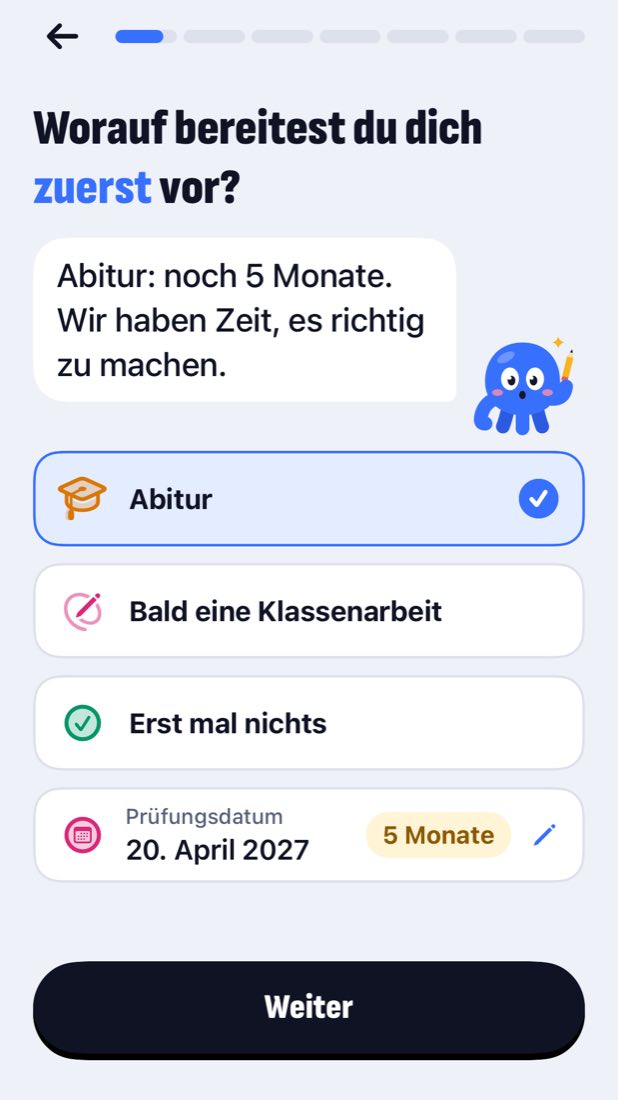 Worauf bereitest du dich
zuerst vor?
Abitur: noch 5 Monate.
Wir haben Zeit, es richtig
zu machen.
Abitur
Bald eine Klassenarbeit
Erst mal nichts
Prüfungsdatum
20. April 2027
5 Monate
Weiter